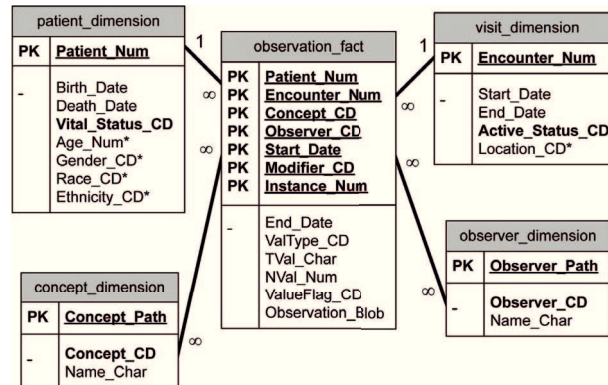 patient_dimension
PK Patient_Num
- Birth_Date
Death_Date
Vital_Status_CD
Age_Num*
Gender_CD*
Race_CD*
Ethnicity_CD*
1
∞
observation_fact
PK Patient_Num
PK Encounter_Num
PK Concept_CD
PK Observer_CD
PK Start_Date
PK Modifier_CD
PK Instance_Num
- End_Date
ValType_CD
TVal_Char
NVal_Num
ValueFlag_CD
Observation_Blob
1
∞
visit_dimension
PK Encounter_Num
- Start_Date
End_Date
Active_Status_CD
Location_CD*
∞
∞
concept_dimension
PK Concept_Path
- Concept_CD
Name_Char
∞
∞
observer_dimension
PK Observer_Path
- Observer_CD
Name_Char